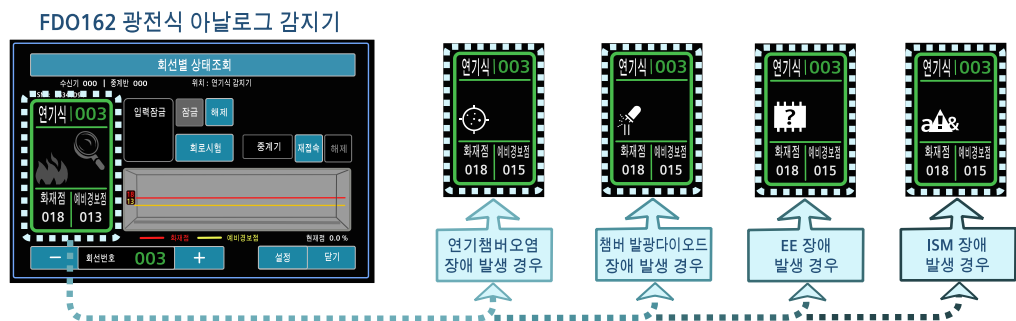 FDO162 광전식 아날로그 감지기
회선별 상태조회
수신기 000 | 중계반 000
위치 : 연기식 감지기
연기식 003
화재점 예비경보점
018 013
입력잠금 잠금 해제
회로시험 중계기 재접속 해제
18
13
화재점 예비경보점 현재점 0.0 %
− 회선번호 003 + 설정 닫기
연기식 003
화재점 예비경보점
018 015
연기챔버오염
장애 발생 경우
연기식 003
화재점 예비경보점
018 015
챔버 발광다이오드
장애 발생 경우
연기식 003
?
화재점 예비경보점
018 015
EE 장애
발생 경우
연기식 003
a &
화재점 예비경보점
018 015
ISM 장애
발생 경우